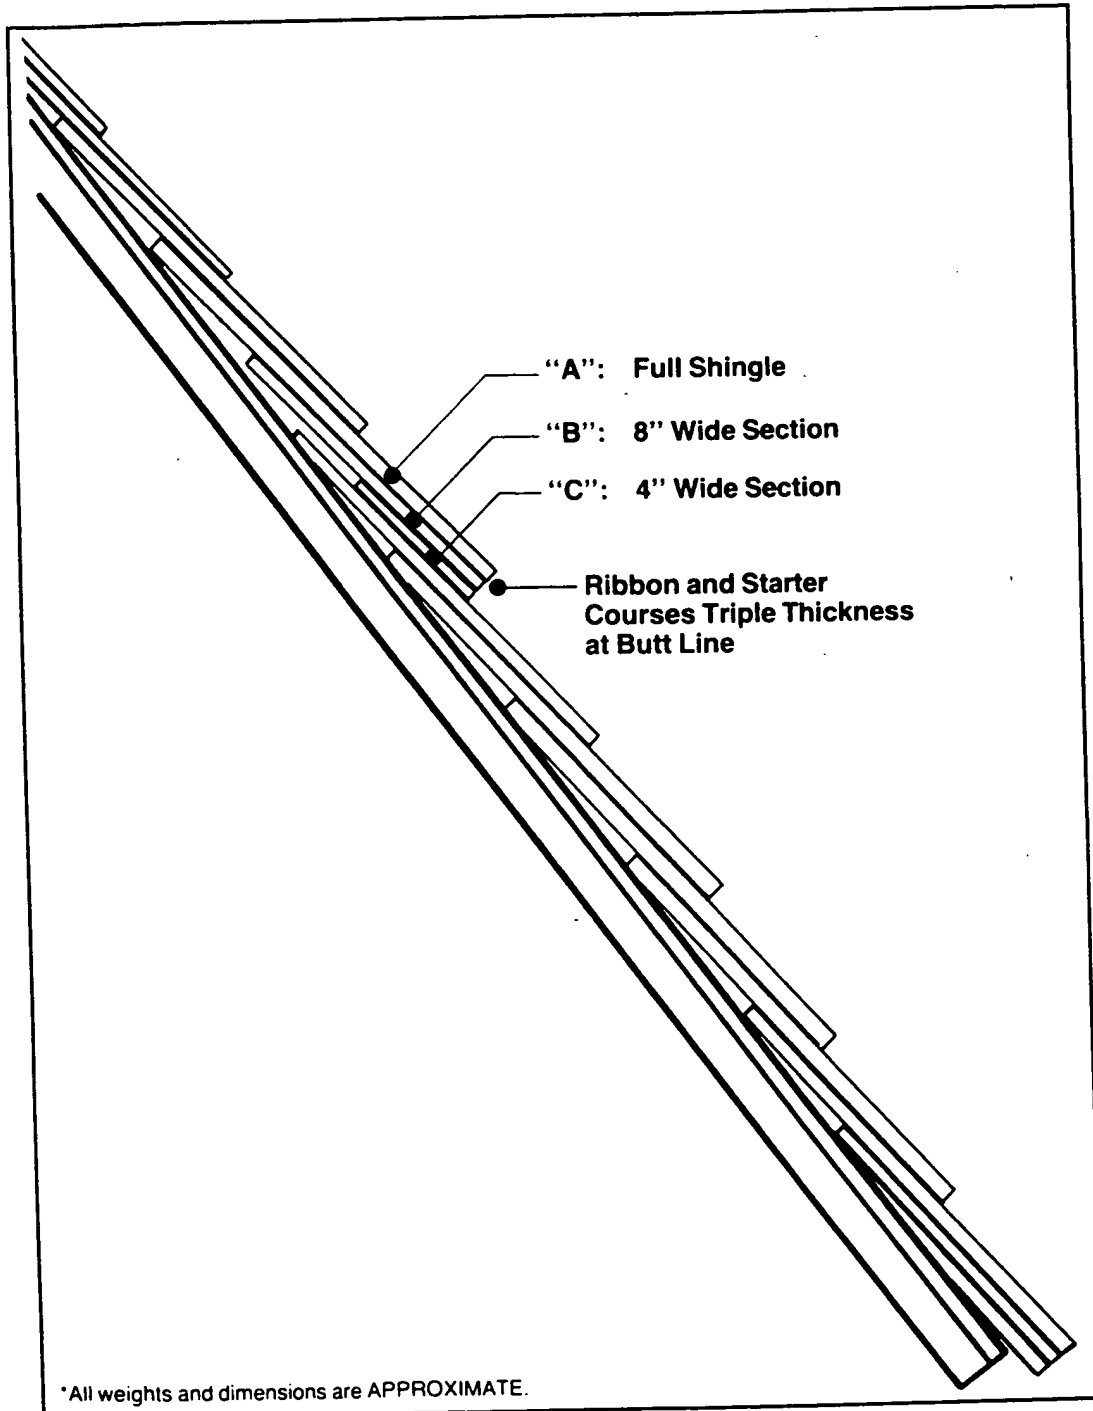 “A”: Full Shingle
“B”: 8” Wide Section
“C”: 4” Wide Section
Ribbon and Starter
Courses Triple Thickness
at Butt Line
*All weights and dimensions are APPROXIMATE.